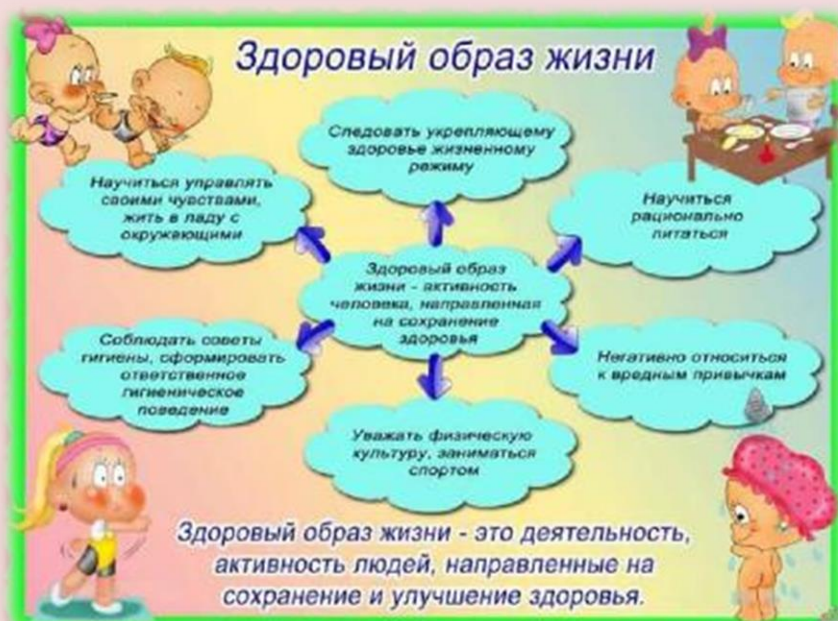 Здоровый образ жизни
Следовать укрепляющему
здоровье жизненному
режиму
Научиться управлять
своими чувствами,
жить в ладу с
окружающими
Научиться
рационально
питаться
Здоровый образ
жизни - активность
человека, направленная
на сохранение
здоровья
Соблюдать советы
гигиены, сформировать
ответственное
гигиеническое
поведение
Негативно относиться
к вредным привычкам
Уважать физическую
культуру, заниматься
спортом
Здоровый образ жизни - это деятельность,
активность людей, направленные на
сохранение и улучшение здоровья.